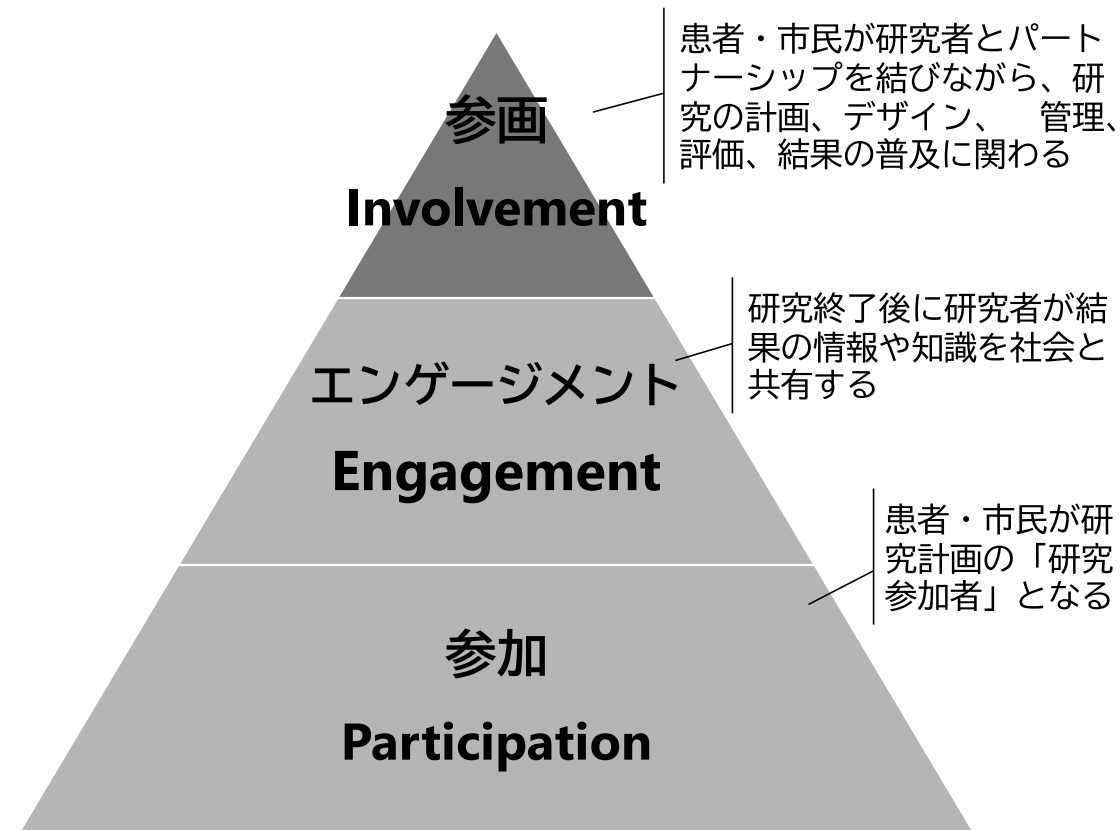 患者・市民が研究者とパート
ナーシップを結びながら、研
究の計画、デザイン、　管理、
評価、結果の普及に関わる
参画
Involvement
研究終了後に研究者が結
果の情報や知識を社会と
共有する
エンゲージメント
Engagement
患者・市民が研
究計画の「研究
参加者」となる
参加
Participation